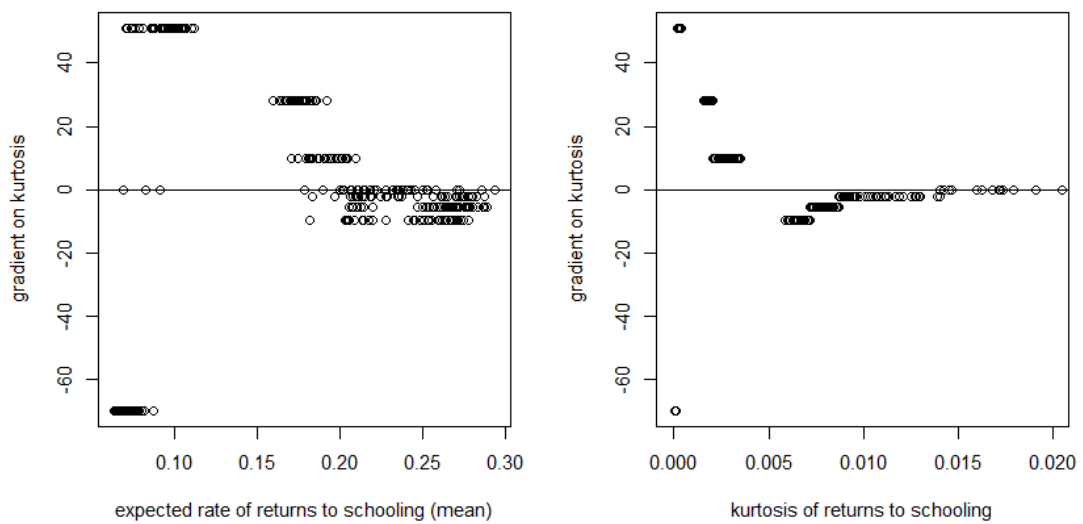 gradient on kurtosis
40
20
0
-20
-40
-60
0.10 0.15 0.20 0.25 0.30
expected rate of returns to schooling (mean)
gradient on kurtosis
40
20
0
-20
-40
-60
0.000 0.005 0.010 0.015 0.020
kurtosis of returns to schooling